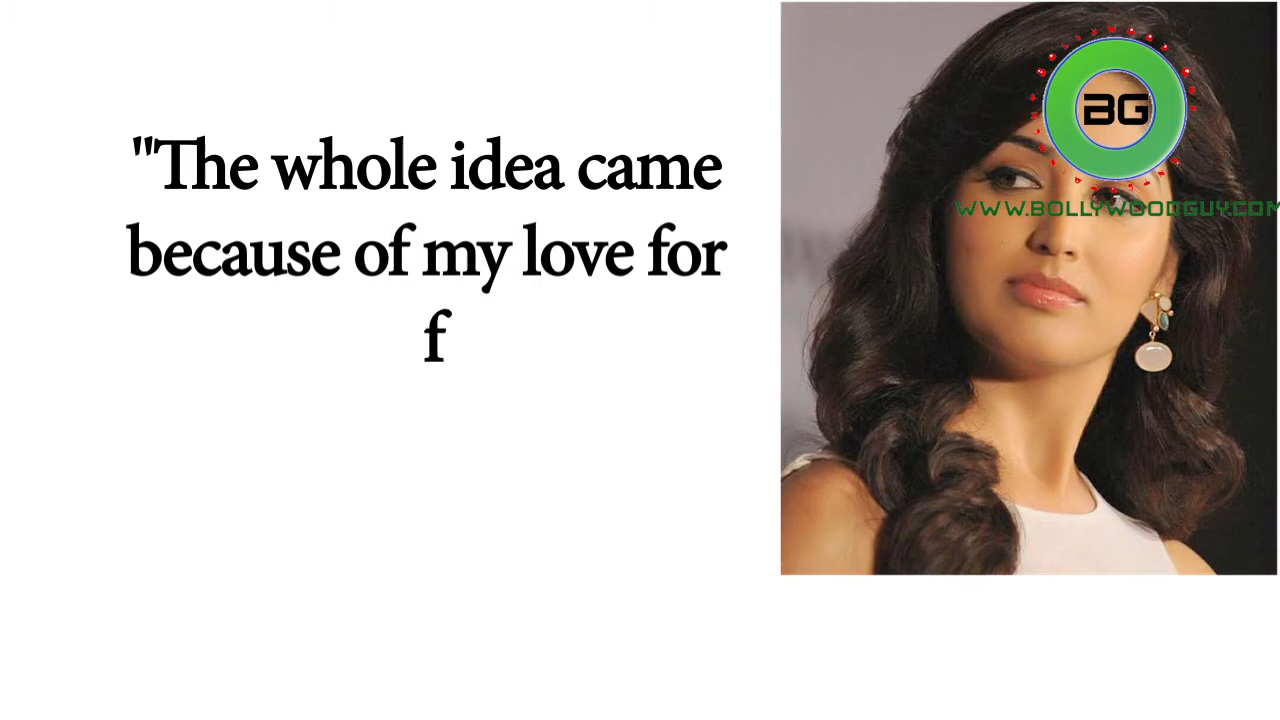 "The whole idea came
because of my love for
f
BG
WWW.BOLLYWOODGUY.COM